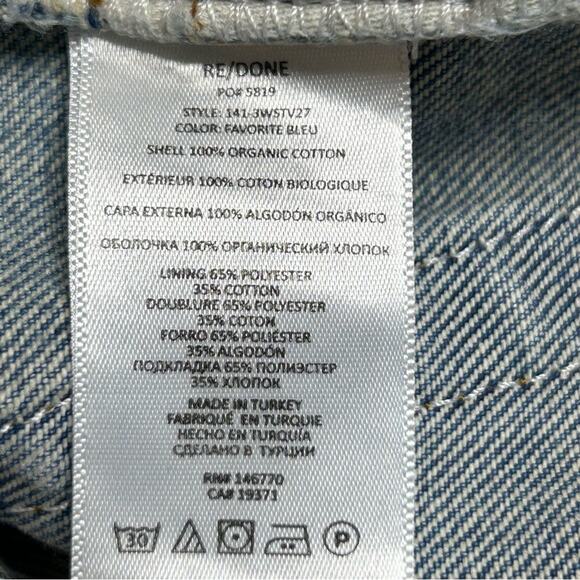 RE/DONE
PO# 5819
STYLE: 141-3WSTV27
COLOR: FAVORITE BLEU
SHELL 100% ORGANIC COTTON
EXTÉRIEUR 100% COTON BIOLOGIQUE
CAPA EXTERNA 100% ALGODÓN ORGÁNICO
ОБОЛОЧКА 100% ОРГАНИЧЕСКИЙ ХЛОПОК
LINING 65% POLYESTER
35% COTTON
DOUBLURE 65% POLYESTER
35% COTON
FORRO 65% POLIÉSTER
35% ALGODÓN
ПОДКЛАДКА 65% ПОЛИЭСТЕР
35% ХЛОПОК
MADE IN TURKEY
FABRIQUÉ EN TURQUIE
HECHO EN TURQUÍA
СДЕЛАНО В ТУРЦИИ
RN# 146770
CA# 19371
30 P